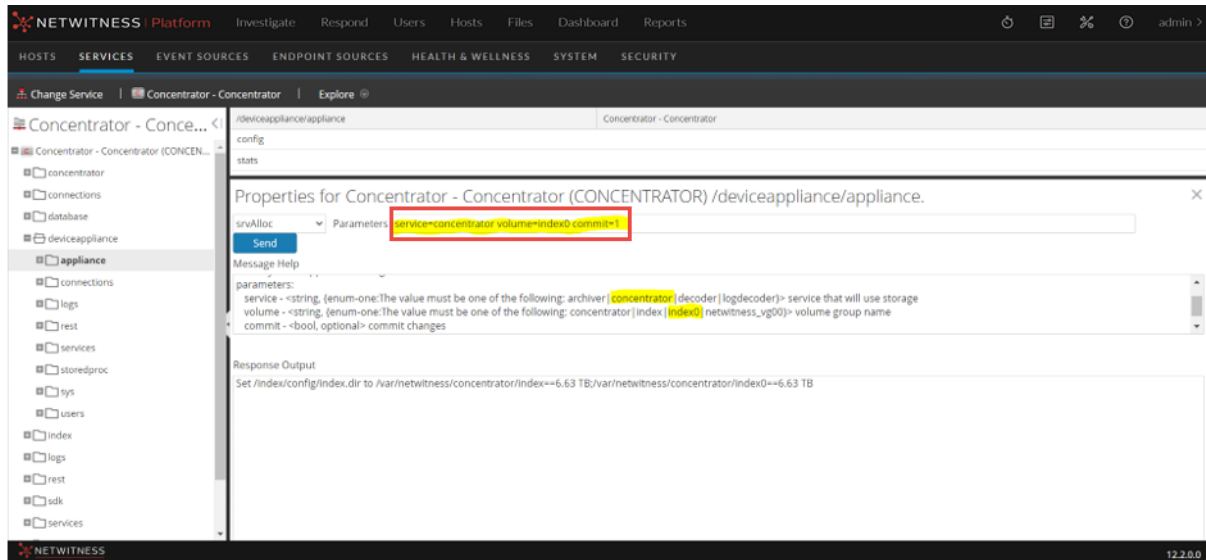 NETWITNESS Platform Investigate Respond Users Hosts Files Dashboard Reports admin >
HOSTS SERVICES EVENT SOURCES ENDPOINT SOURCES HEALTH & WELLNESS SYSTEM SECURITY
Change Service | Concentrator - Concentrator | Explore
Concentrator - Conce...
Concentrator - Concentrator (CONCEN...
concentrator
connections
database
deviceappliance
appliance
connections
logs
rest
services
storedproc
sys
users
index
logs
rest
sdk
services
/deviceappliance/appliance Concentrator - Concentrator
config
stats
Properties for Concentrator - Concentrator (CONCENTRATOR) /deviceappliance/appliance.
srvAlloc Parameters service=concentrator volume=index0 commit=1
Send
Message Help
parameters:
service - <string, {enum-one:The value must be one of the following: archiver|concentrator|decoder|logdecoder}> service that will use storage
volume - <string, {enum-one:The value must be one of the following: concentrator|index|index0|netwitness_vg00}> volume group name
commit - <bool, optional> commit changes
Response Output
Set /index/config/index.dir to /var/netwitness/concentrator/index==6.63 TB;/var/netwitness/concentrator/index0==6.63 TB
NETWITNESS
12.2.0.0